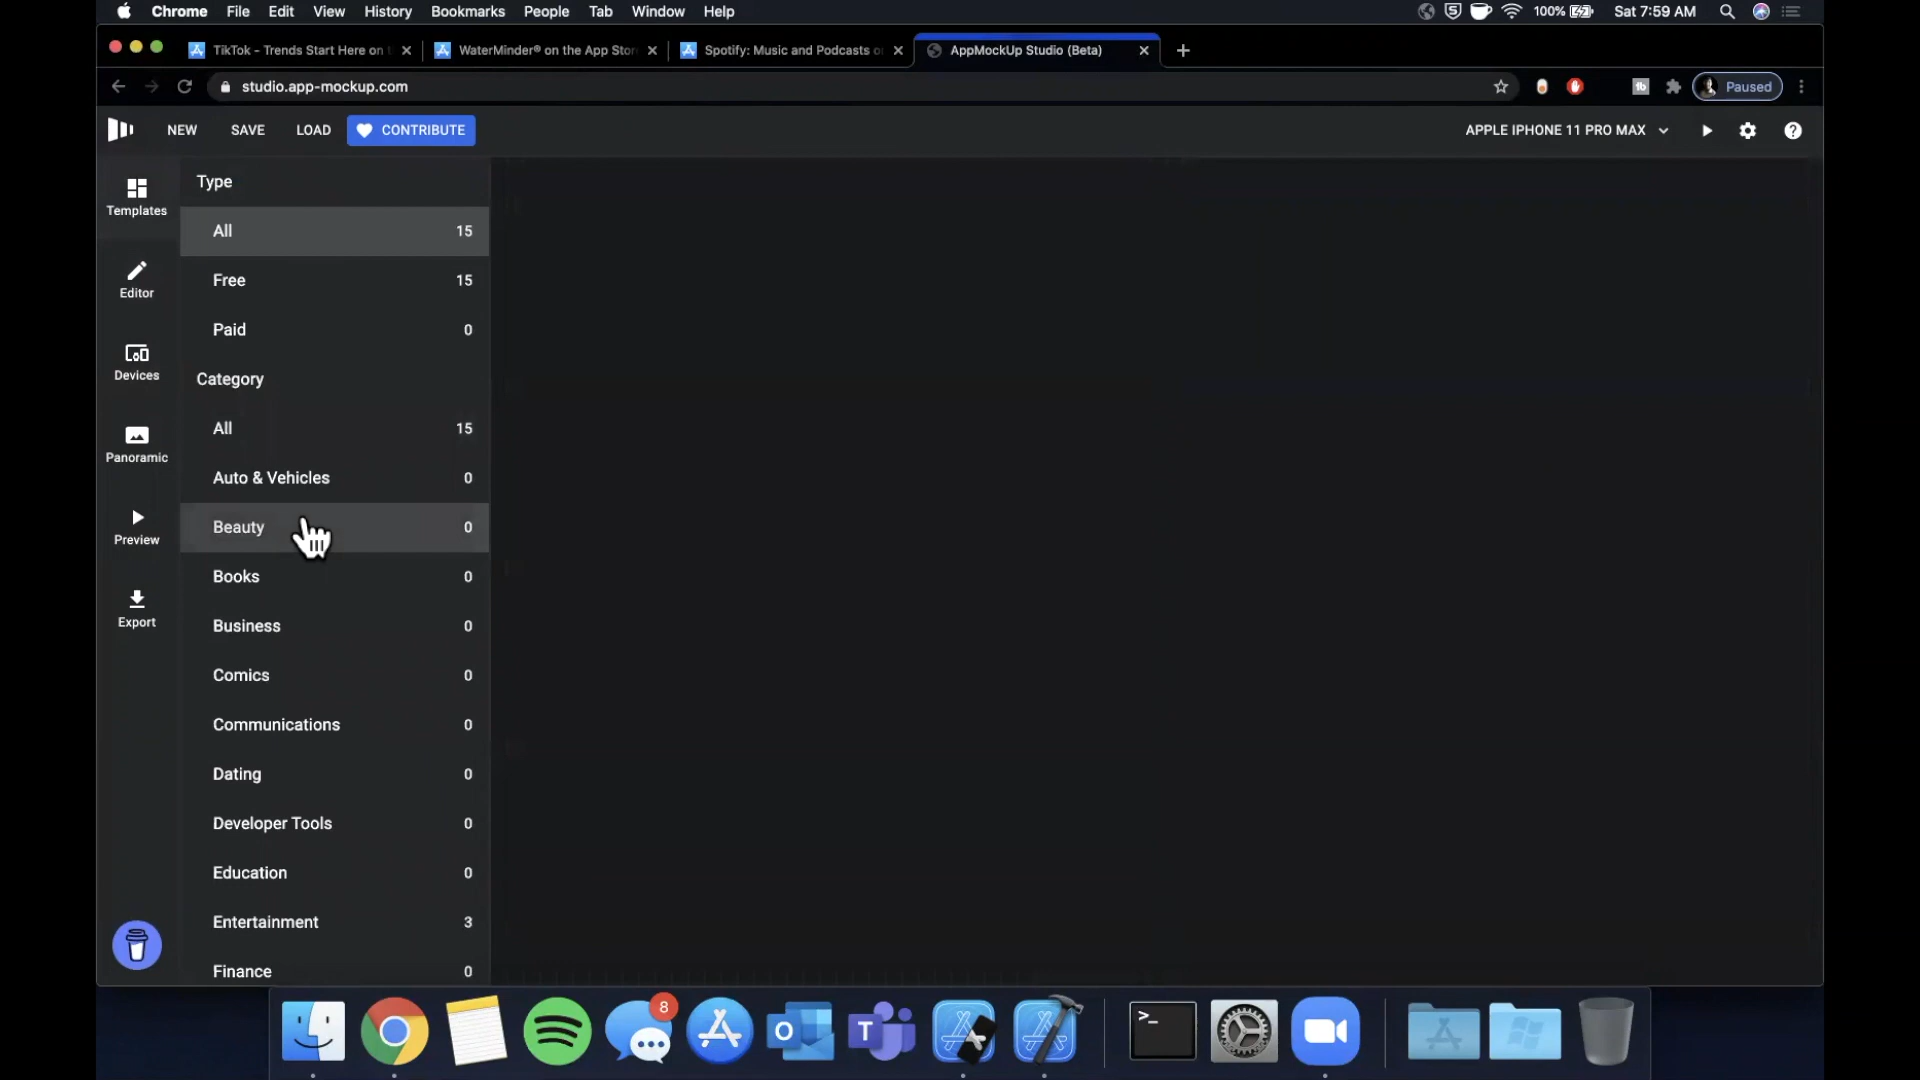 Chrome File Edit View History Bookmarks People Tab Window Help 100% Sat 7:59 AM
TikTok - Trends Start Here on WaterMinder® on the App Stor Spotify: Music and Podcasts o AppMockUp Studio (Beta)
studio.app-mockup.com Paused
NEW SAVE LOAD CONTRIBUTE APPLE IPHONE 11 PRO MAX
Templates
Editor
Devices
Panoramic
Preview
Export
Type
All 15
Free 15
Paid 0
Category
All 15
Auto & Vehicles 0
Beauty 0
Books 0
Business 0
Comics 0
Communications 0
Dating 0
Developer Tools 0
Education 0
Entertainment 3
Finance 0
8